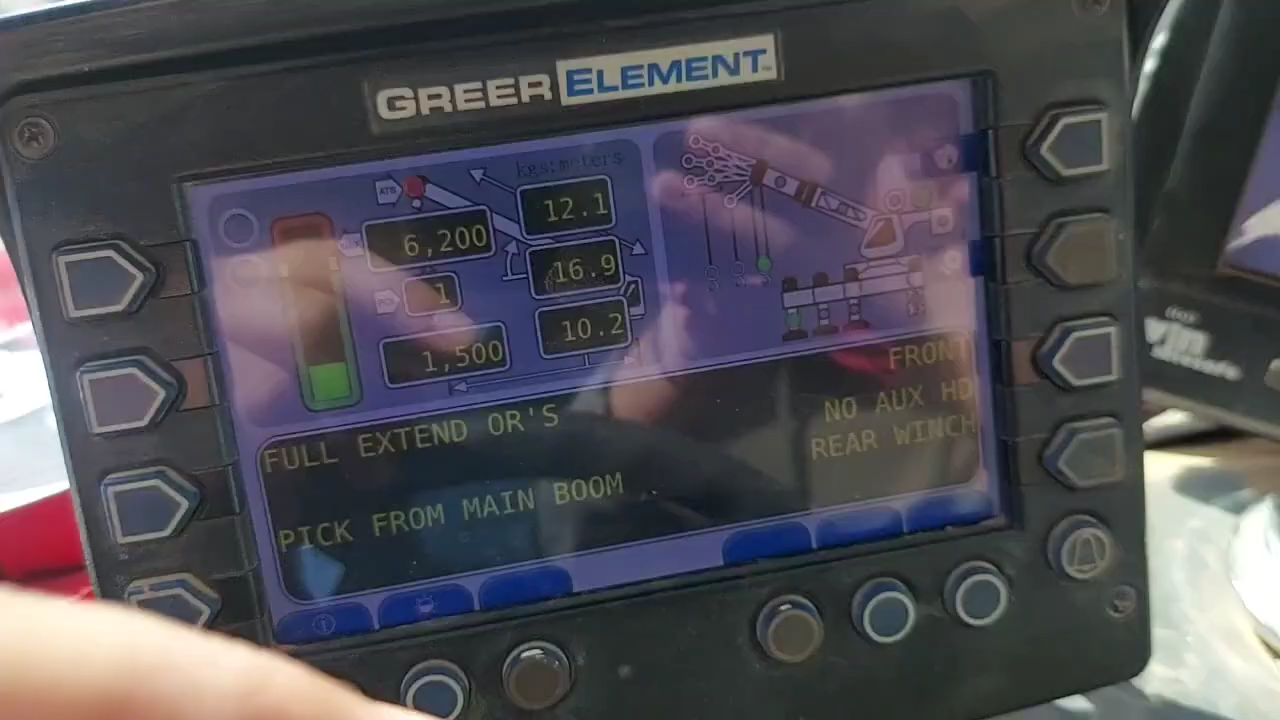 GREER ELEMENT
kgs:meters
ATB
6,200
12.1
1
16.9
1,500
10.2
FULL EXTEND OR'S
PICK FROM MAIN BOOM
FRONT
NO AUX HD
REAR WINCH